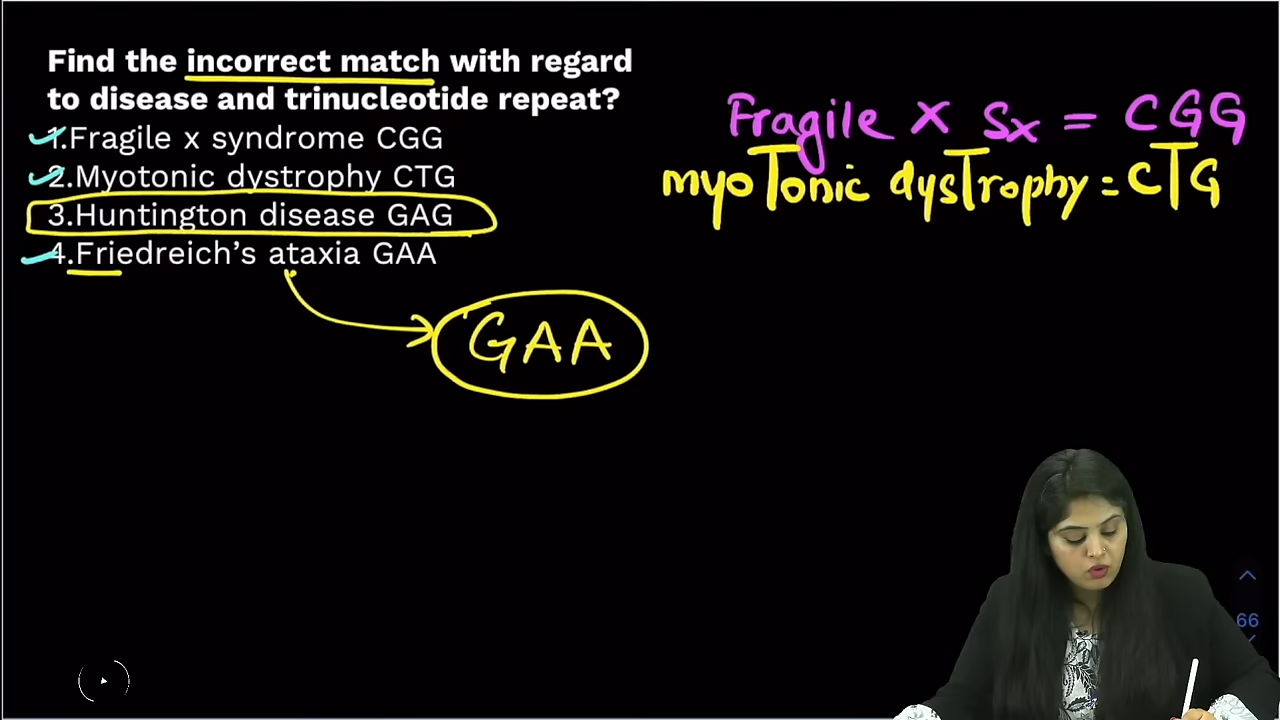 Find the incorrect match with regard
to disease and trinucleotide repeat?
1.Fragile x syndrome CGG
2.Myotonic dystrophy CTG
3.Huntington disease GAG
4.Friedreich's ataxia GAA
Fragile X Sx = CGG
myoTonic dysTrophy = CTG
GAA
66